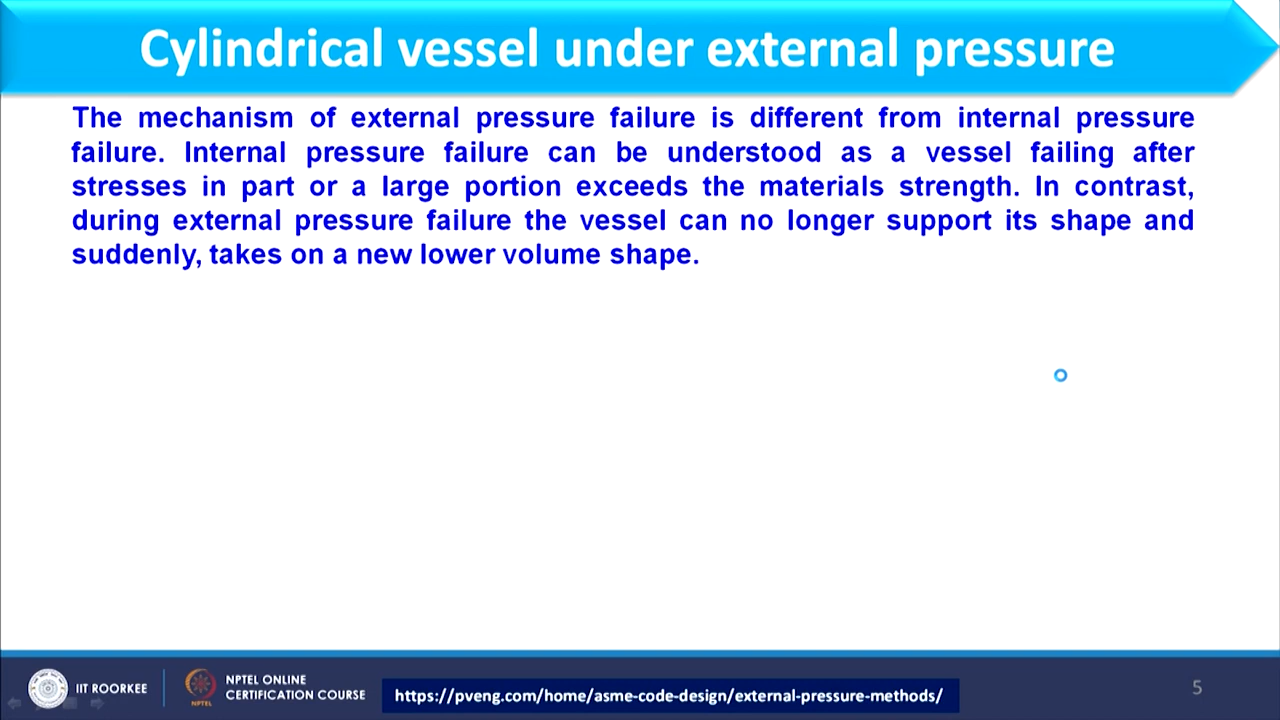 Cylindrical vessel under external pressure
The mechanism of external pressure failure is different from internal pressure
failure. Internal pressure failure can be understood as a vessel failing after
stresses in part or a large portion exceeds the materials strength. In contrast,
during external pressure failure the vessel can no longer support its shape and
suddenly, takes on a new lower volume shape.
IIT ROORKEE
NPTEL
NPTEL ONLINE
CERTIFICATION COURSE
https://pveng.com/home/asme-code-design/external-pressure-methods/
5